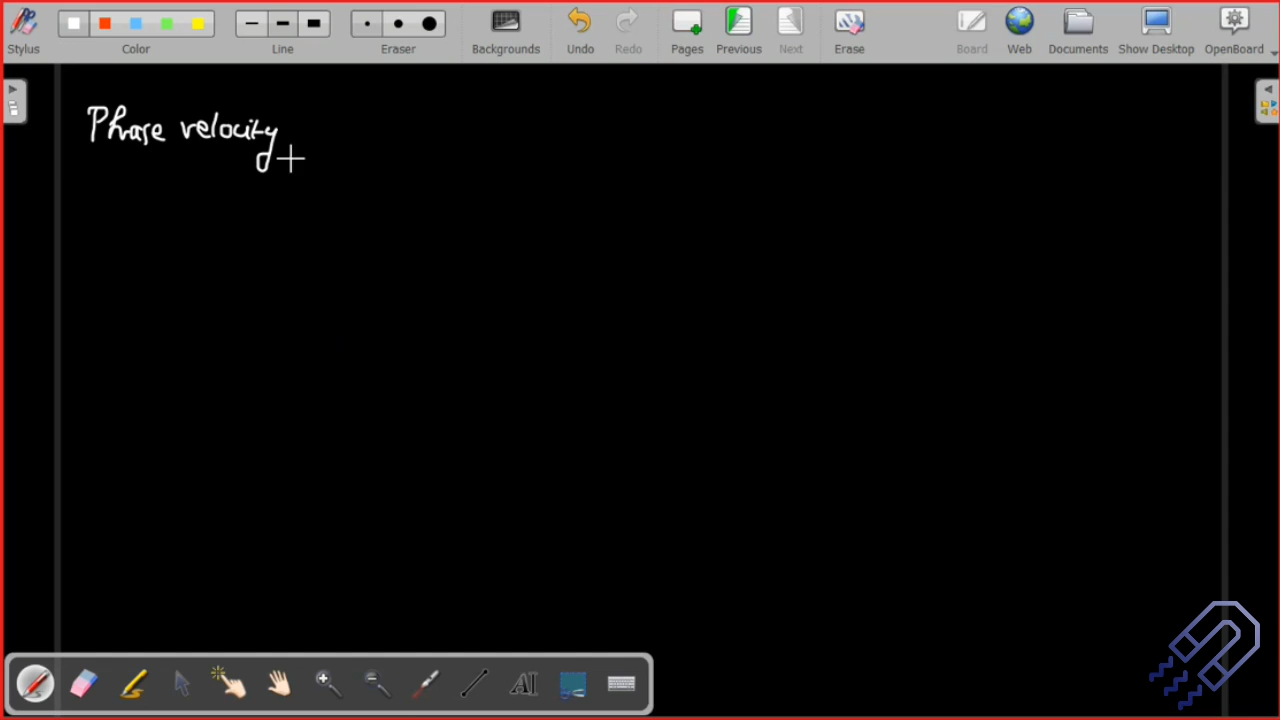 Stylus Color Line Eraser Backgrounds Undo Redo Pages Previous Next Erase Board Web Documents Show Desktop OpenBoard
Phase velocity
AI